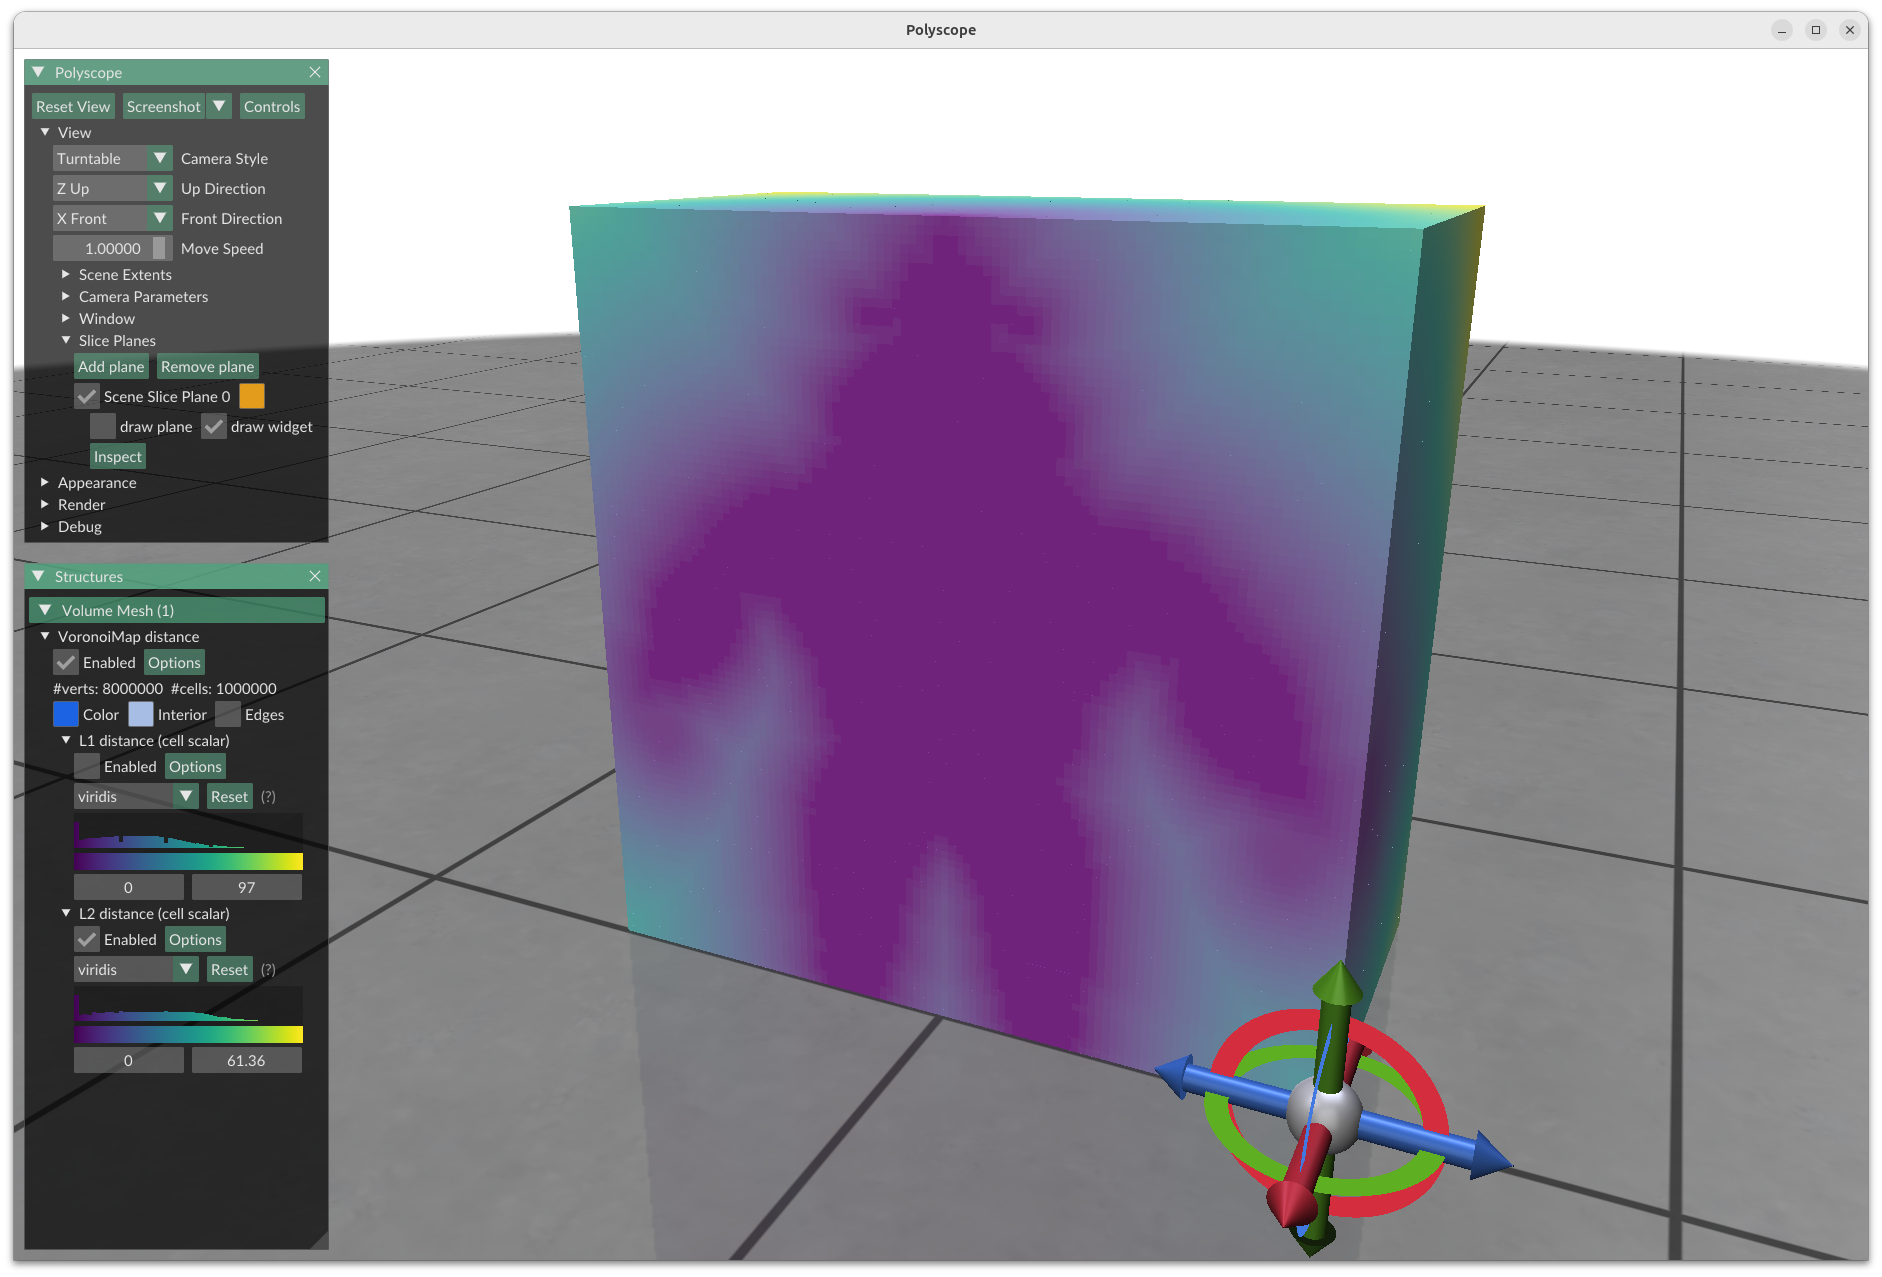 Polyscope
Polyscope
Reset View Screenshot Controls
View
Turntable Camera Style
Z Up Up Direction
X Front Front Direction
1.00000 Move Speed
Scene Extents
Camera Parameters
Window
Slice Planes
Add plane Remove plane
Scene Slice Plane 0
draw plane draw widget
Inspect
Appearance
Render
Debug
Structures
Volume Mesh (1)
VoronoiMap distance
Enabled Options
#verts: 8000000 #cells: 1000000
Color Interior Edges
L1 distance (cell scalar)
Enabled Options
viridis Reset (?)
0 97
L2 distance (cell scalar)
Enabled Options
viridis Reset (?)
0 61.36